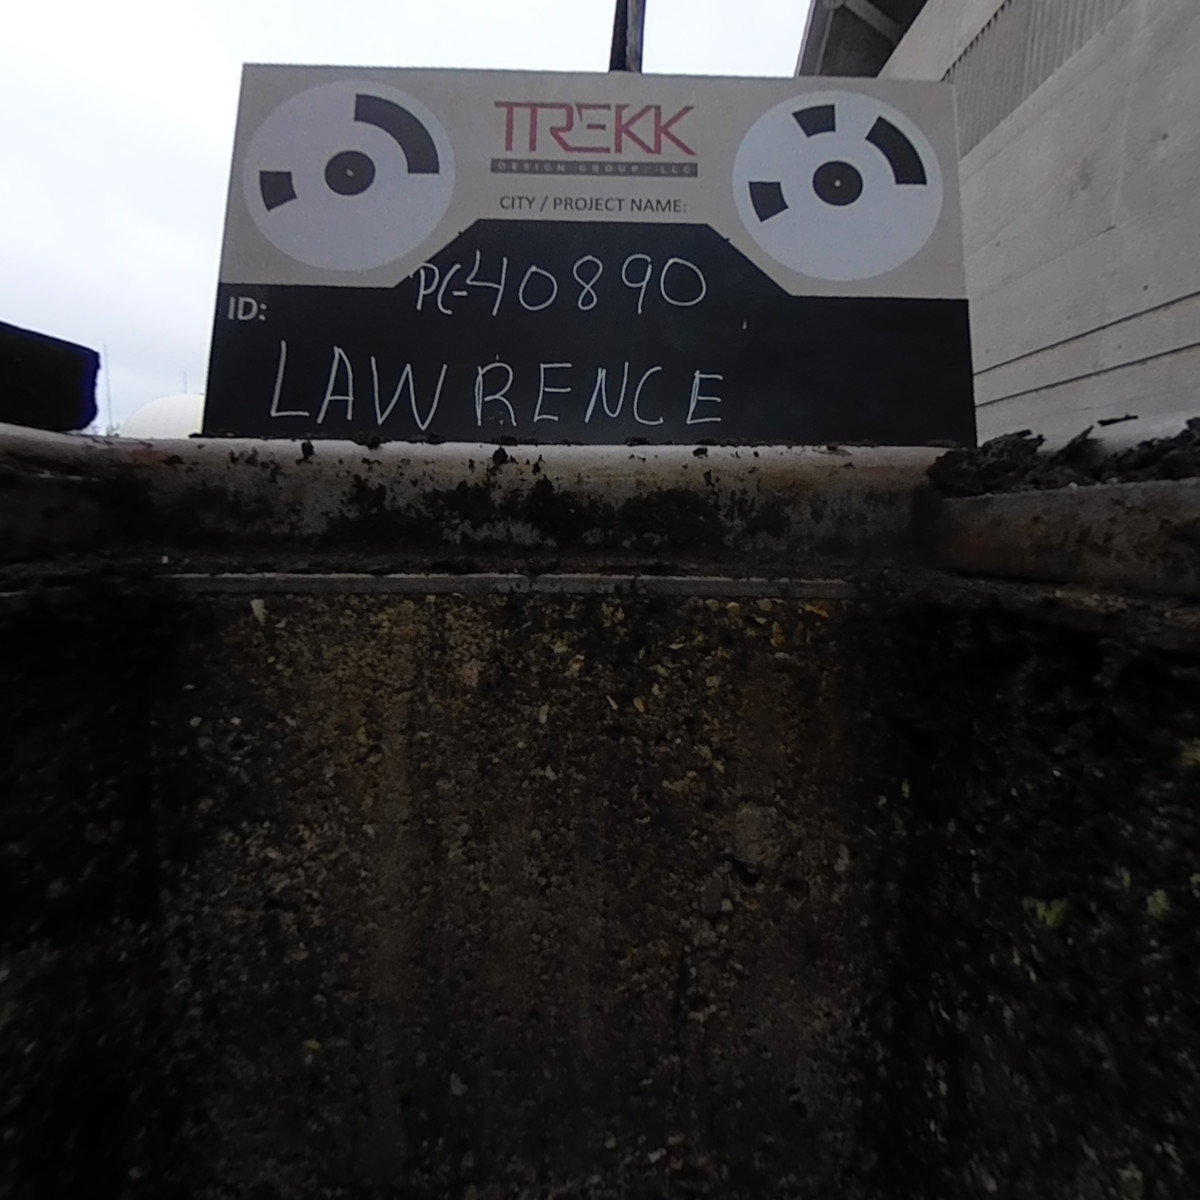 TREKK
DESIGN GROUP, LLC
CITY / PROJECT NAME:
PC-40890
ID:
LAWRENCE